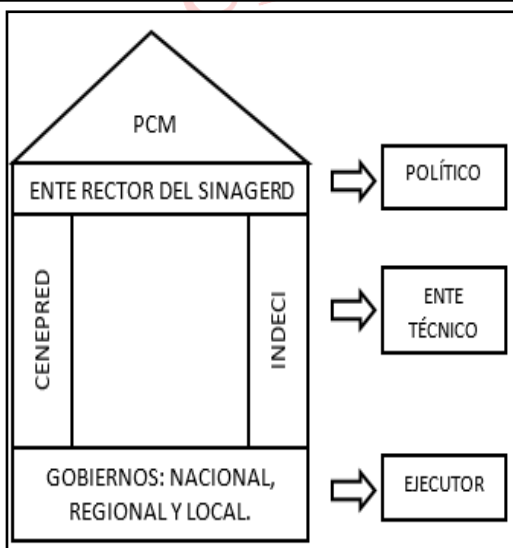 PCM
ENTE RECTOR DEL SINAGERD
POLÍTICO
CENEPRED
INDECI
ENTE
TÉCNICO
GOBIERNOS: NACIONAL,
REGIONAL Y LOCAL.
EJECUTOR